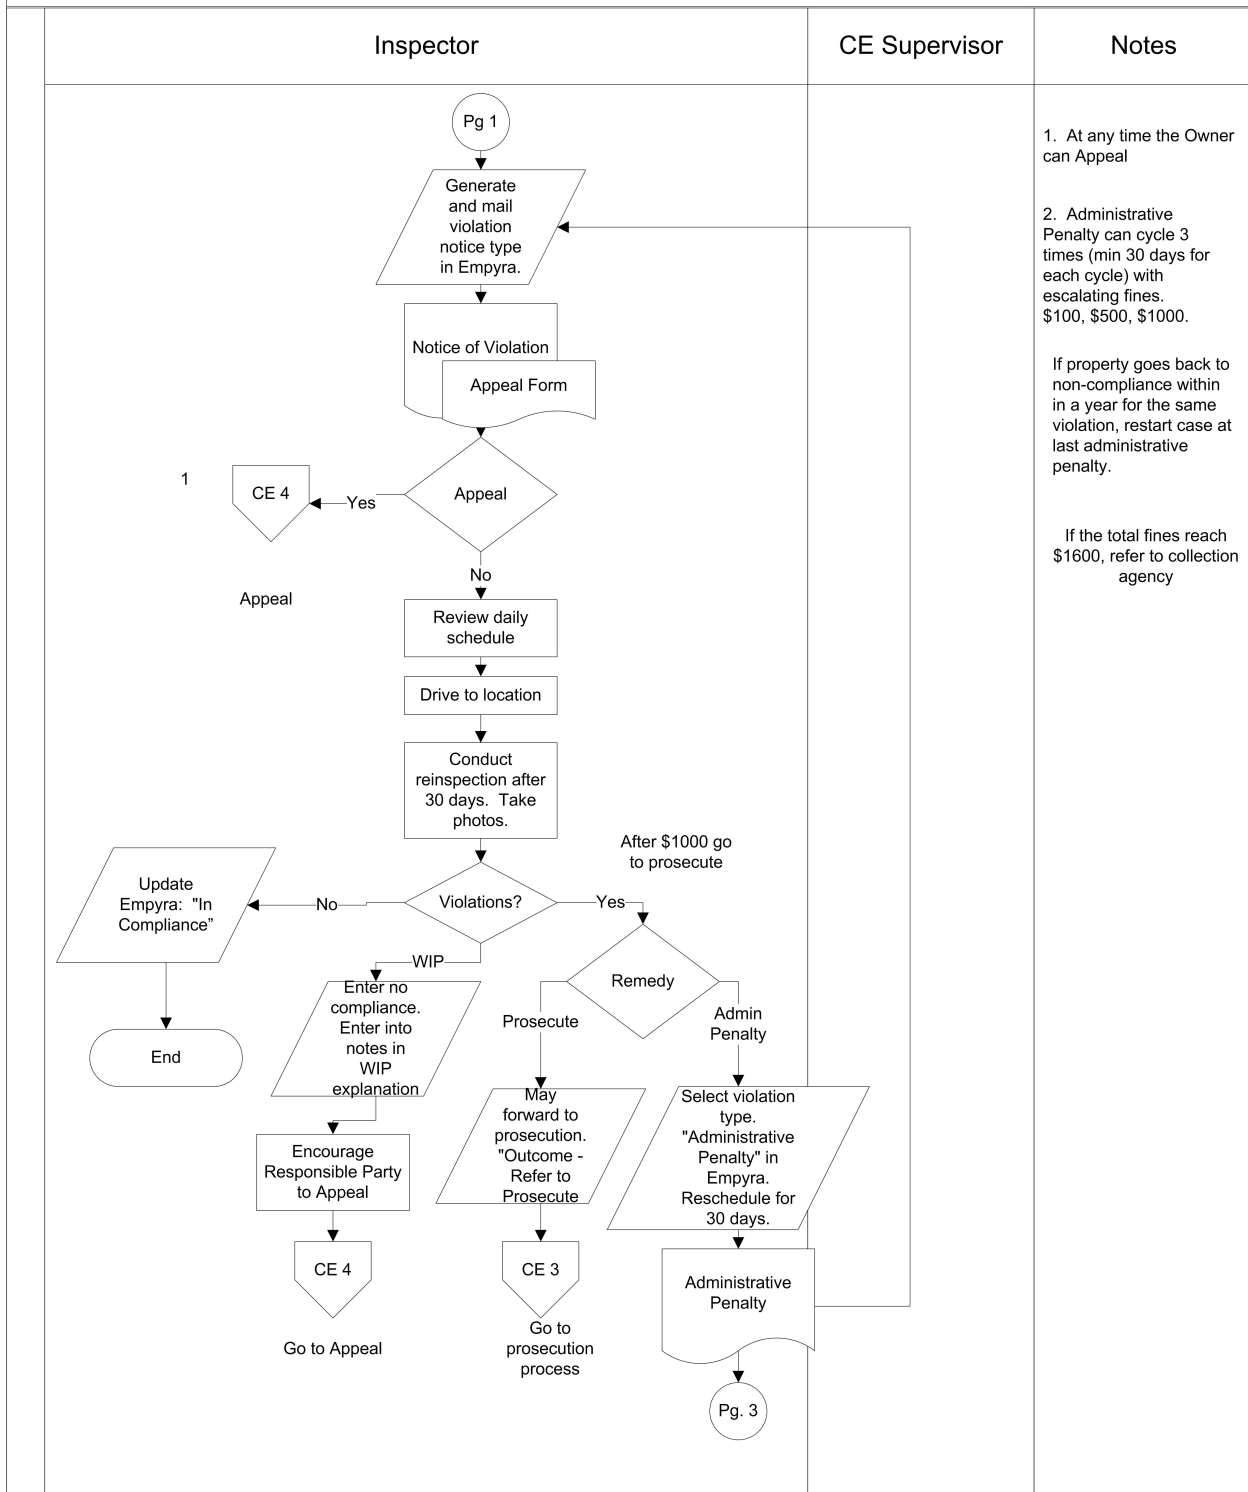 Inspector
CE Supervisor
Notes
Pg 1
Generate
and mail
violation
notice type
in Empyra.
Notice of Violation
Appeal Form
1
CE 4
Yes
Appeal
Appeal
No
Review daily
schedule
Drive to location
Conduct
reinspection after
30 days.  Take
photos.
After $1000 go
to prosecute
Update
Empyra:  "In
Compliance”
No
Violations?
Yes
WIP
Remedy
End
Enter no
compliance.
Enter into
notes in
WIP
explanation
Prosecute
Admin
Penalty
Encourage
Responsible Party
to Appeal
May
forward to
prosecution.
"Outcome -
Refer to
Prosecute
Select violation
type.
"Administrative
Penalty" in
Empyra.
Reschedule for
30 days.
CE 4
Go to Appeal
CE 3
Go to
prosecution
process
Administrative
Penalty
Pg. 3
1.  At any time the Owner
can Appeal
2.  Administrative
Penalty can cycle 3
times (min 30 days for
each cycle) with
escalating fines.
$100, $500, $1000.
If property goes back to
non-compliance within
in a year for the same
violation, restart case at
last administrative
penalty.
If the total fines reach
$1600, refer to collection
agency